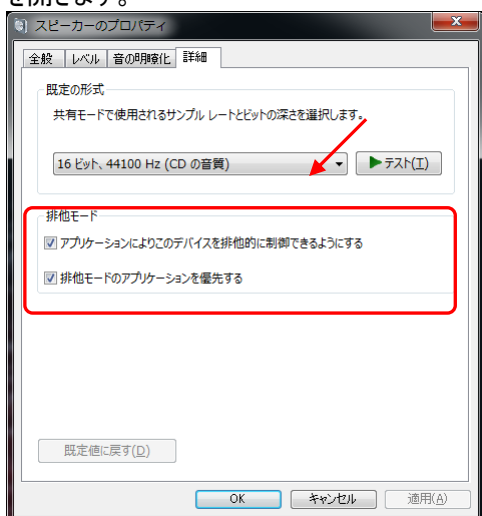 を開きます。
スピーカーのプロパティ
全般 レベル 音の明瞭化 詳細
既定の形式
共有モードで使用されるサンプル レートとビットの深さを選択します。
16 ビット、44100 Hz (CD の音質) テスト(T)
排他モード
アプリケーションによりこのデバイスを排他的に制御できるようにする
排他モードのアプリケーションを優先する
既定値に戻す(D)
OK キャンセル 適用(A)